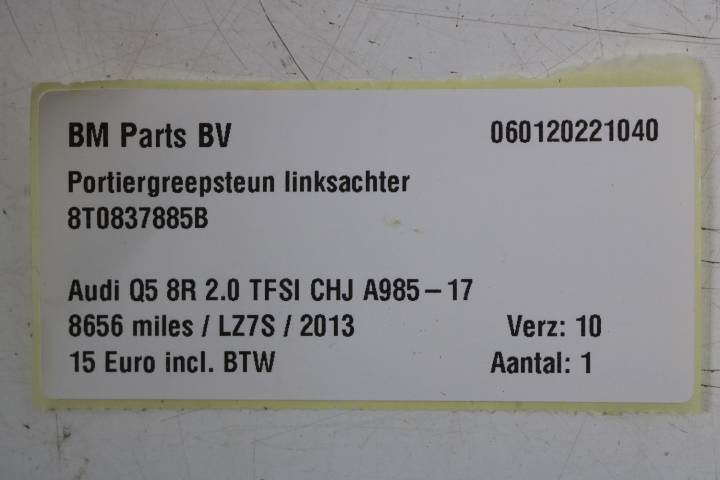 BM Parts BV 060120221040
Portiergreepsteun linksachter
8T0837885B
Audi Q5 8R 2.0 TFSI CHJ A985-17
8656 miles / LZ7S / 2013 Verz: 10
15 Euro incl. BTW Aantal: 1